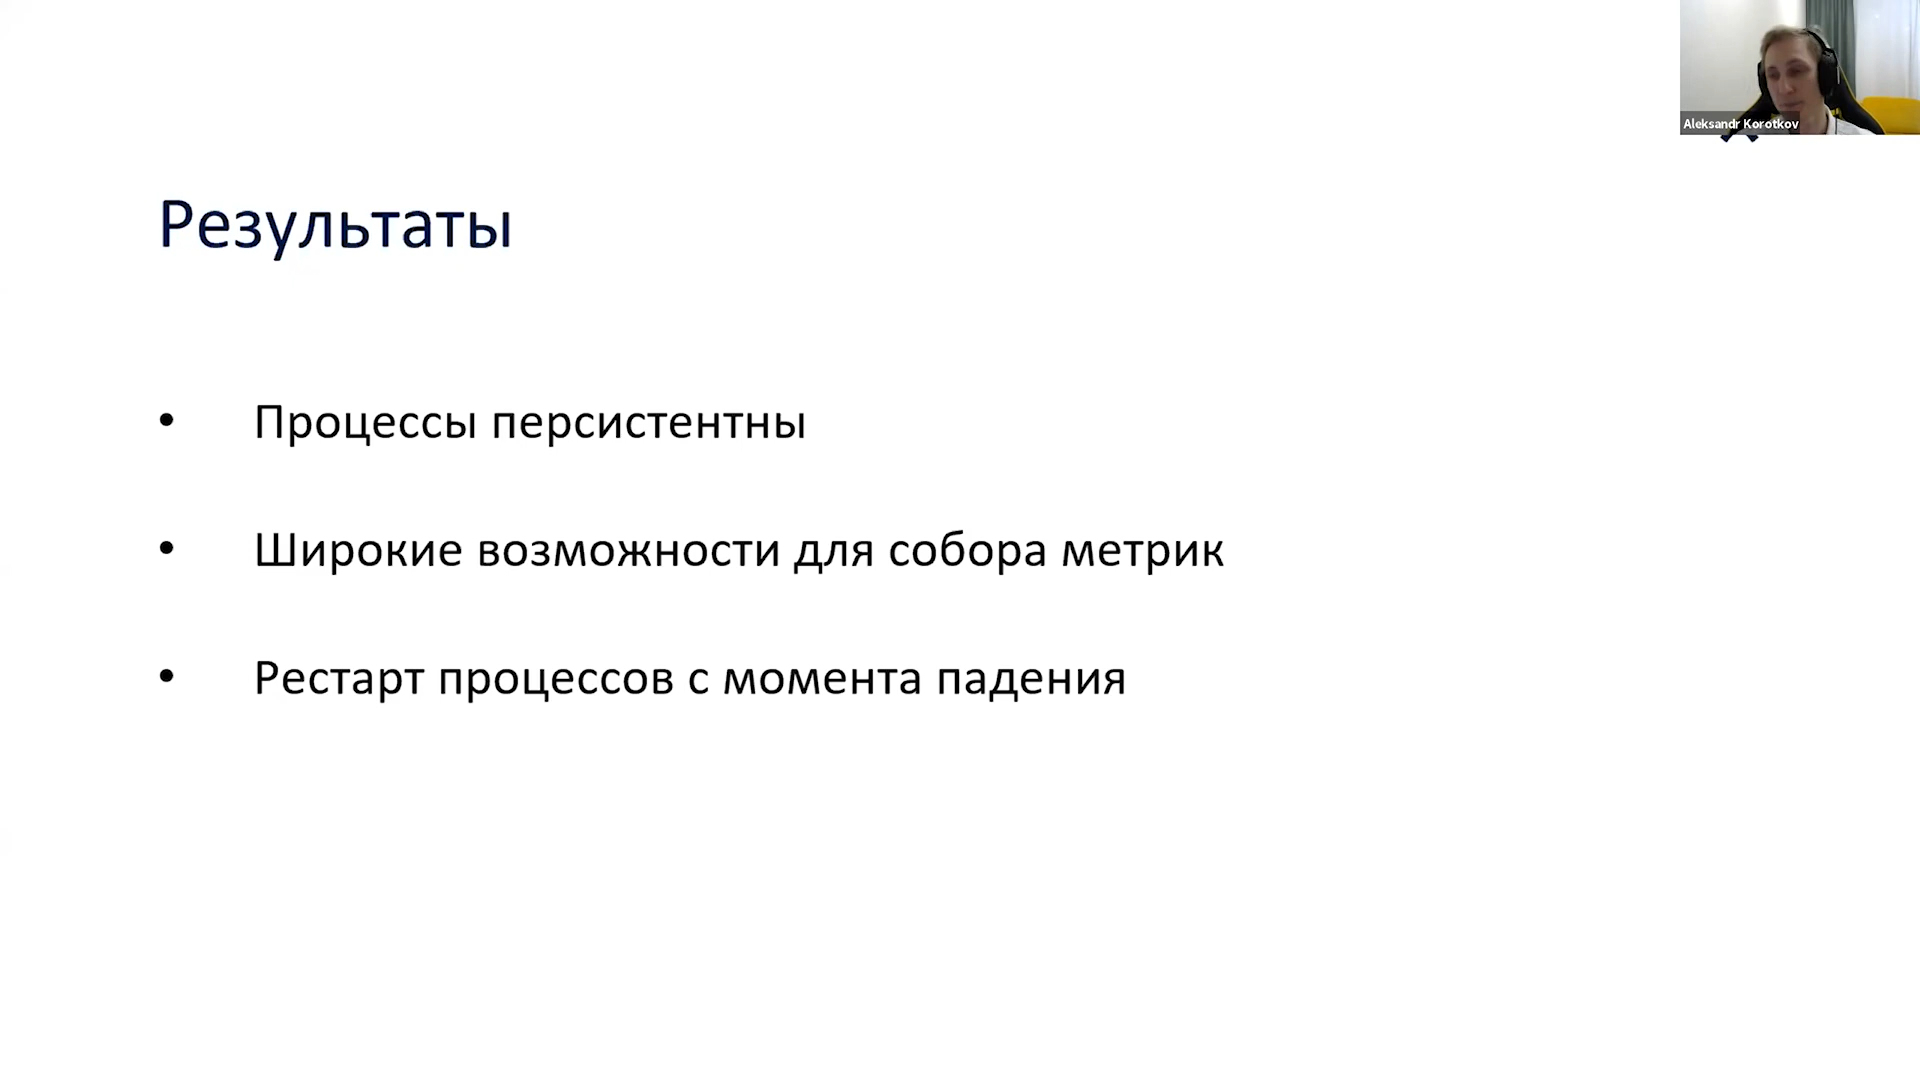 Aleksandr Korotkov
Результаты
• Процессы персистентны
• Широкие возможности для собора метрик
• Рестарт процессов с момента падения